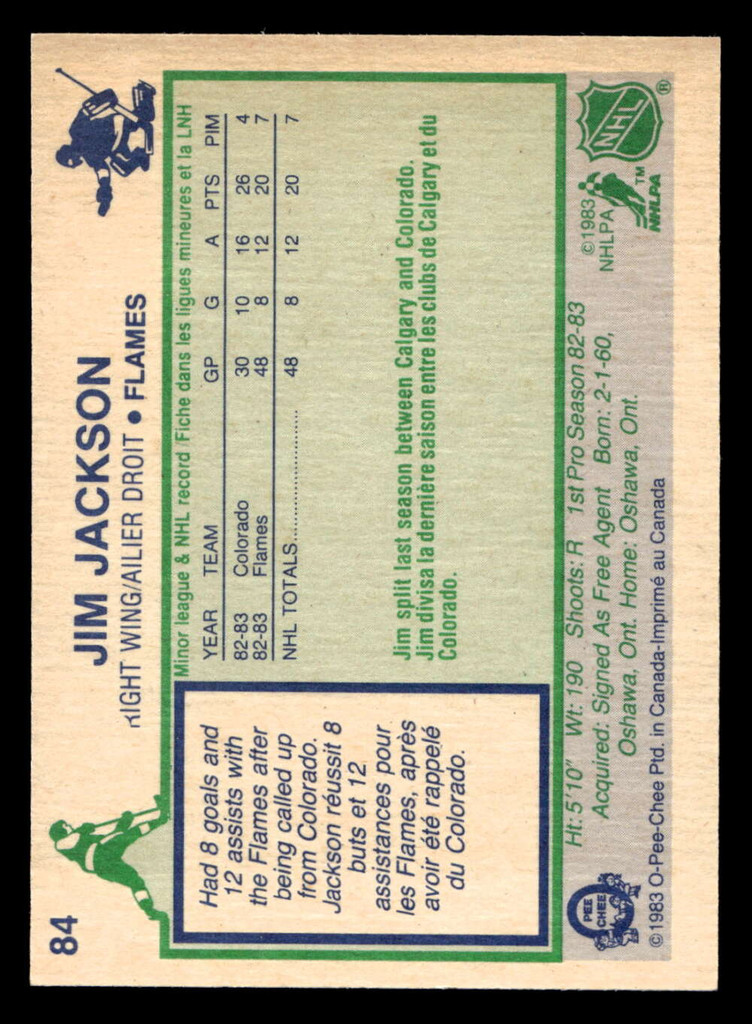 84
JIM JACKSON
RIGHT WING/AILIER DROIT • FLAMES
Minor league & NHL record Fiche dans les ligues mineures et la LNH
YEAR TEAM GP G A PTS PIM
82-83 Colorado 30 10 16 26 4
82-83 Flames 48 8 12 20 7
NHL TOTALS.......................... 48 8 12 20 7
Jim split last season between Calgary and Colorado.
Jim divisa la dernière saison entre les clubs de Calgary et du
Colorado.
Had 8 goals and
12 assists with
the Flames after
being called up
from Colorado.
Jackson réussit 8
buts et 12
assistances pour
les Flames, après
avoir été rappelé
du Colorado.
Ht: 5'10" Wt: 190 Shoots: R 1st Pro Season 82-83
Acquired: Signed As Free Agent Born: 2-1-60,
Oshawa, Ont. Home: Oshawa, Ont.
©1983 O-Pee-Chee Ptd. in Canada-Imprimé au Canada
O
PEE
CHEE
©1983
NHLPA
NHLPA
TM
NHL
®